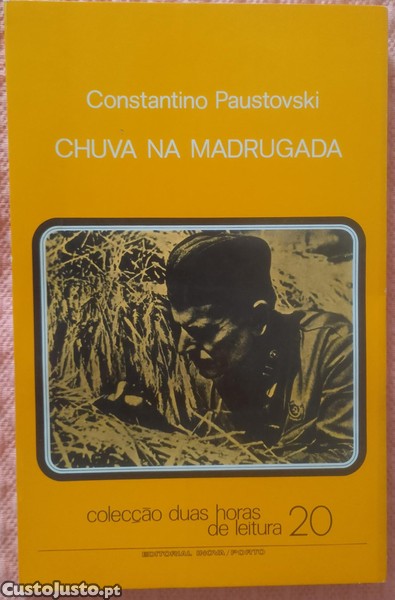 Constantino Paustovski
CHUVA NA MADRUGADA
colecção duas horas
de leitura 20
EDITORIAL INOVA/PORTO
CustoJusto.pt